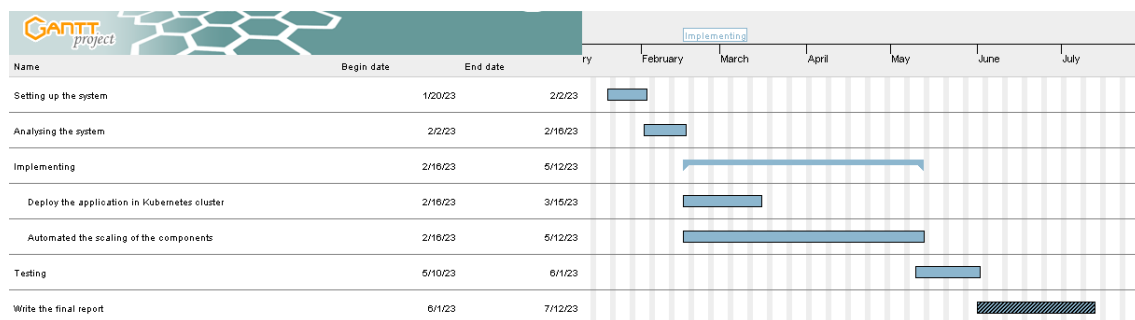 GANTT
project
Implementing
ry February March April May June July
Name Begin date End date
Setting up the system 1/20/23 2/2/23
Analysing the system 2/2/23 2/16/23
Implementing 2/16/23 5/12/23
Deploy the application in Kubernetes cluster 2/16/23 3/15/23
Automated the scaling of the components 2/16/23 5/12/23
Testing 5/10/23 6/1/23
Write the final report 6/1/23 7/12/23